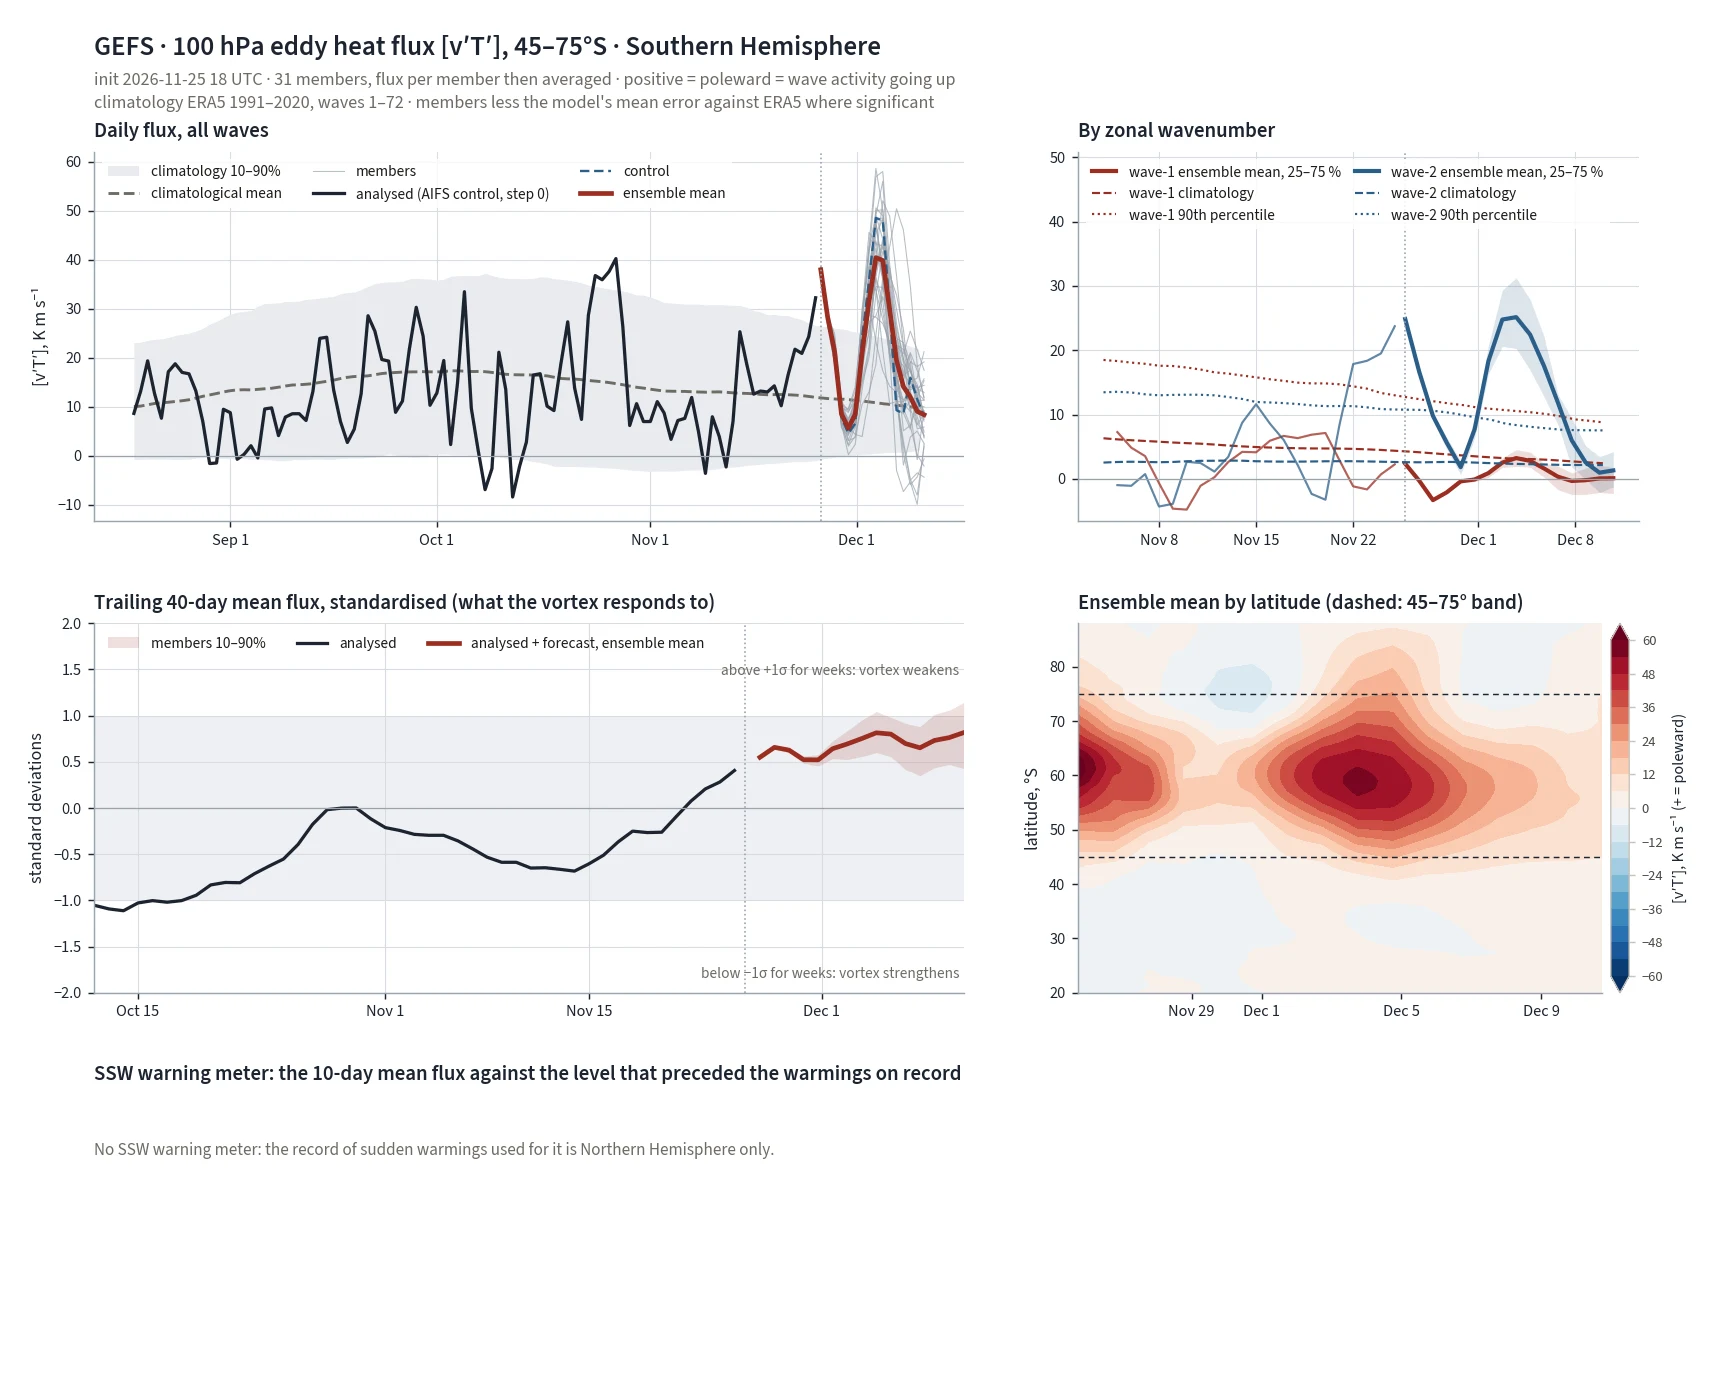 GEFS · 100 hPa eddy heat flux [v′T′], 45–75°S · Southern Hemisphere
init 2026-11-25 18 UTC · 31 members, flux per member then averaged · positive = poleward = wave activity going up
climatology ERA5 1991–2020, waves 1–72 · members less the model's mean error against ERA5 where significant
Daily flux, all waves
climatology 10–90%
climatological mean
members
analysed (AIFS control, step 0)
control
ensemble mean
[v′T′], K m s⁻¹
60
50
40
30
20
10
0
−10
Sep 1
Oct 1
Nov 1
Dec 1
By zonal wavenumber
wave-1 ensemble mean, 25–75 %
wave-1 climatology
wave-1 90th percentile
wave-2 ensemble mean, 25–75 %
wave-2 climatology
wave-2 90th percentile
50
40
30
20
10
0
Nov 8
Nov 15
Nov 22
Dec 1
Dec 8
Trailing 40-day mean flux, standardised (what the vortex responds to)
members 10–90%
analysed
analysed + forecast, ensemble mean
above +1σ for weeks: vortex weakens
below −1σ for weeks: vortex strengthens
standard deviations
2.0
1.5
1.0
0.5
0.0
−0.5
−1.0
−1.5
−2.0
Oct 15
Nov 1
Nov 15
Dec 1
Ensemble mean by latitude (dashed: 45–75° band)
latitude, °S
80
70
60
50
40
30
20
Nov 29
Dec 1
Dec 5
Dec 9
60
48
36
24
12
0
−12
−24
−36
−48
−60
[v′T′], K m s⁻¹ (+ = poleward)
SSW warning meter: the 10-day mean flux against the level that preceded the warmings on record
No SSW warning meter: the record of sudden warmings used for it is Northern Hemisphere only.